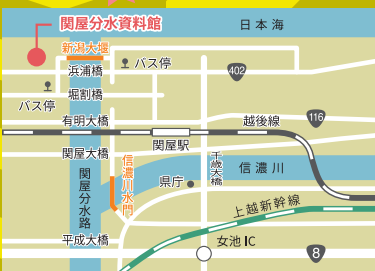 関屋分水資料館
日本海
新潟大堰
バス停
浜浦橋
402
堀割橋
バス停
有明大橋
越後線
116
関屋駅
関屋大橋
千歳大橋
信濃川
関屋分水路
信濃川水門
県庁
上越新幹線
平成大橋
女池IC
8